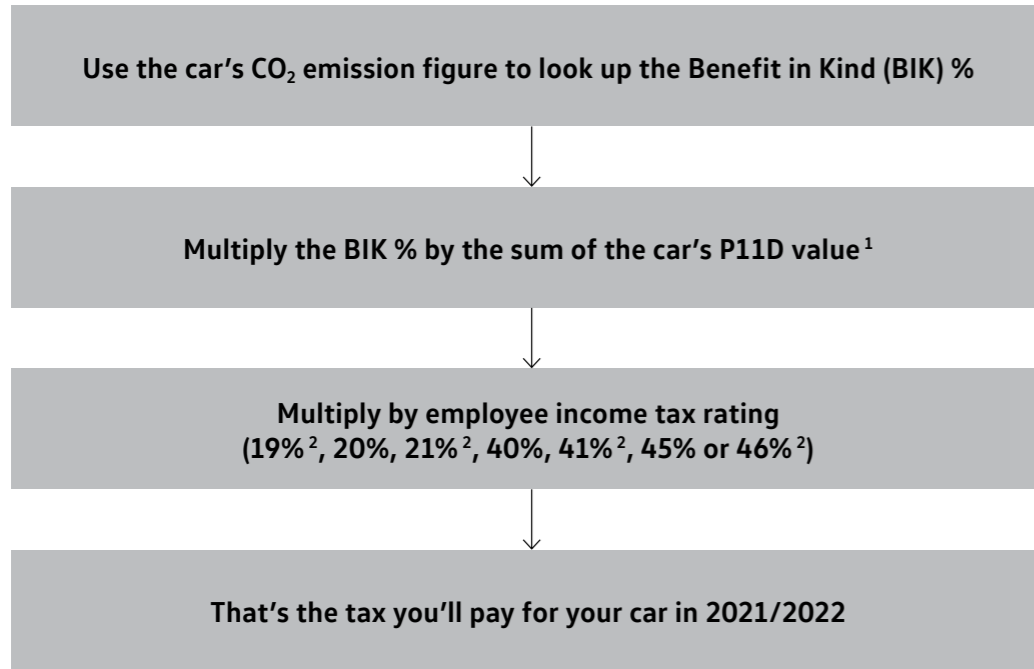 Use the car's CO₂ emission figure to look up the Benefit in Kind (BIK) %
Multiply the BIK % by the sum of the car's P11D value ¹
Multiply by employee income tax rating
(19% ², 20%, 21% ², 40%, 41% ², 45% or 46% ²)
That's the tax you'll pay for your car in 2021/2022